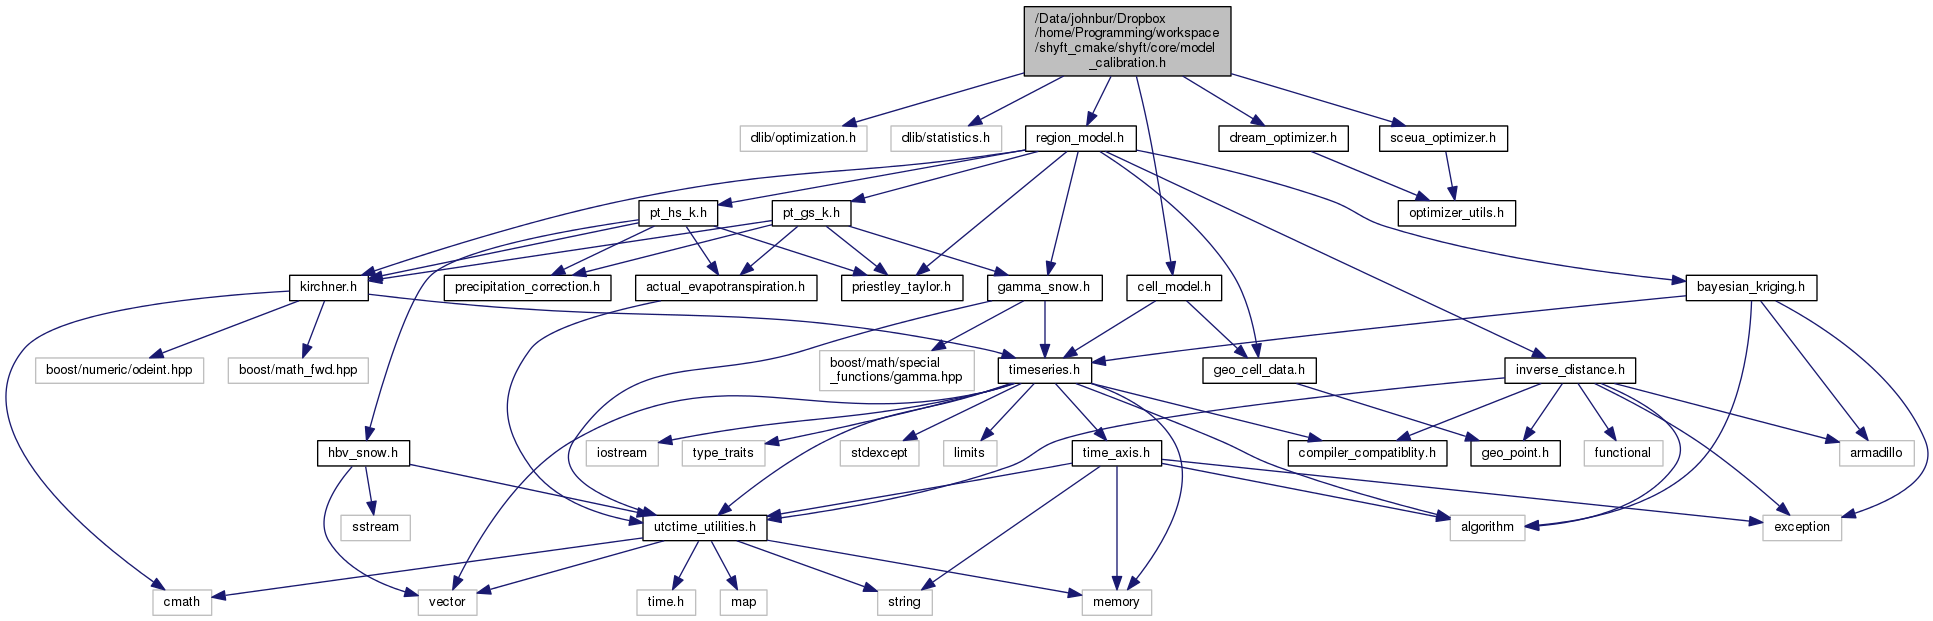 /Data/johnbur/Dropbox
/home/Programming/workspace
/shyft_cmake/shyft/core/model
_calibration.h
dlib/optimization.h
dlib/statistics.h
region_model.h
dream_optimizer.h
sceua_optimizer.h
pt_hs_k.h
pt_gs_k.h
optimizer_utils.h
kirchner.h
precipitation_correction.h
actual_evapotranspiration.h
priestley_taylor.h
gamma_snow.h
cell_model.h
bayesian_kriging.h
boost/numeric/odeint.hpp
boost/math_fwd.hpp
boost/math/special
_functions/gamma.hpp
timeseries.h
geo_cell_data.h
inverse_distance.h
hbv_snow.h
iostream
type_traits
stdexcept
limits
time_axis.h
compiler_compatiblity.h
geo_point.h
functional
armadillo
sstream
utctime_utilities.h
algorithm
exception
cmath
vector
time.h
map
string
memory